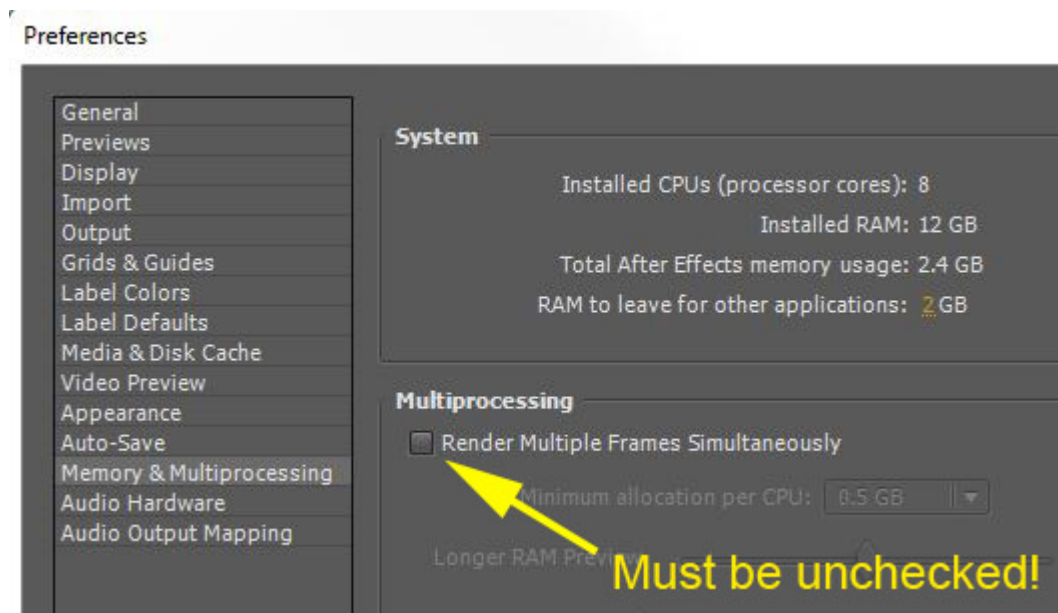 Preferences
General
Previews
Display
Import
Output
Grids & Guides
Label Colors
Label Defaults
Media & Disk Cache
Video Preview
Appearance
Auto-Save
Memory & Multiprocessing
Audio Hardware
Audio Output Mapping
System
Installed CPUs (processor cores): 8
Installed RAM: 12 GB
Total After Effects memory usage: 2.4 GB
RAM to leave for other applications: 2 GB
Multiprocessing
Render Multiple Frames Simultaneously
Minimum allocation per CPU: 0.5 GB
Longer RAM Preview
Must be unchecked!